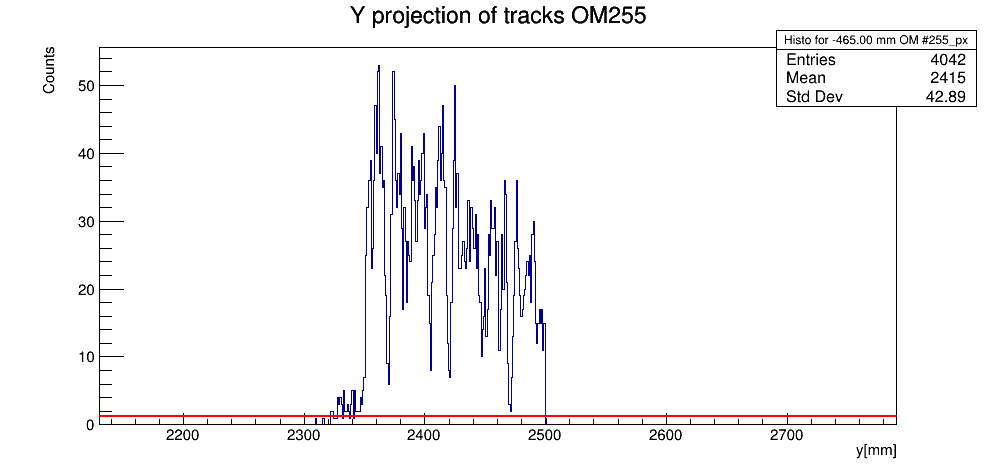 Y projection of tracks OM255
Histo for -465.00 mm OM #255_px
Entries 4042
Mean 2415
Std Dev 42.89
Counts
50
40
30
20
10
0
2200 2300 2400 2500 2600 2700
y[mm]